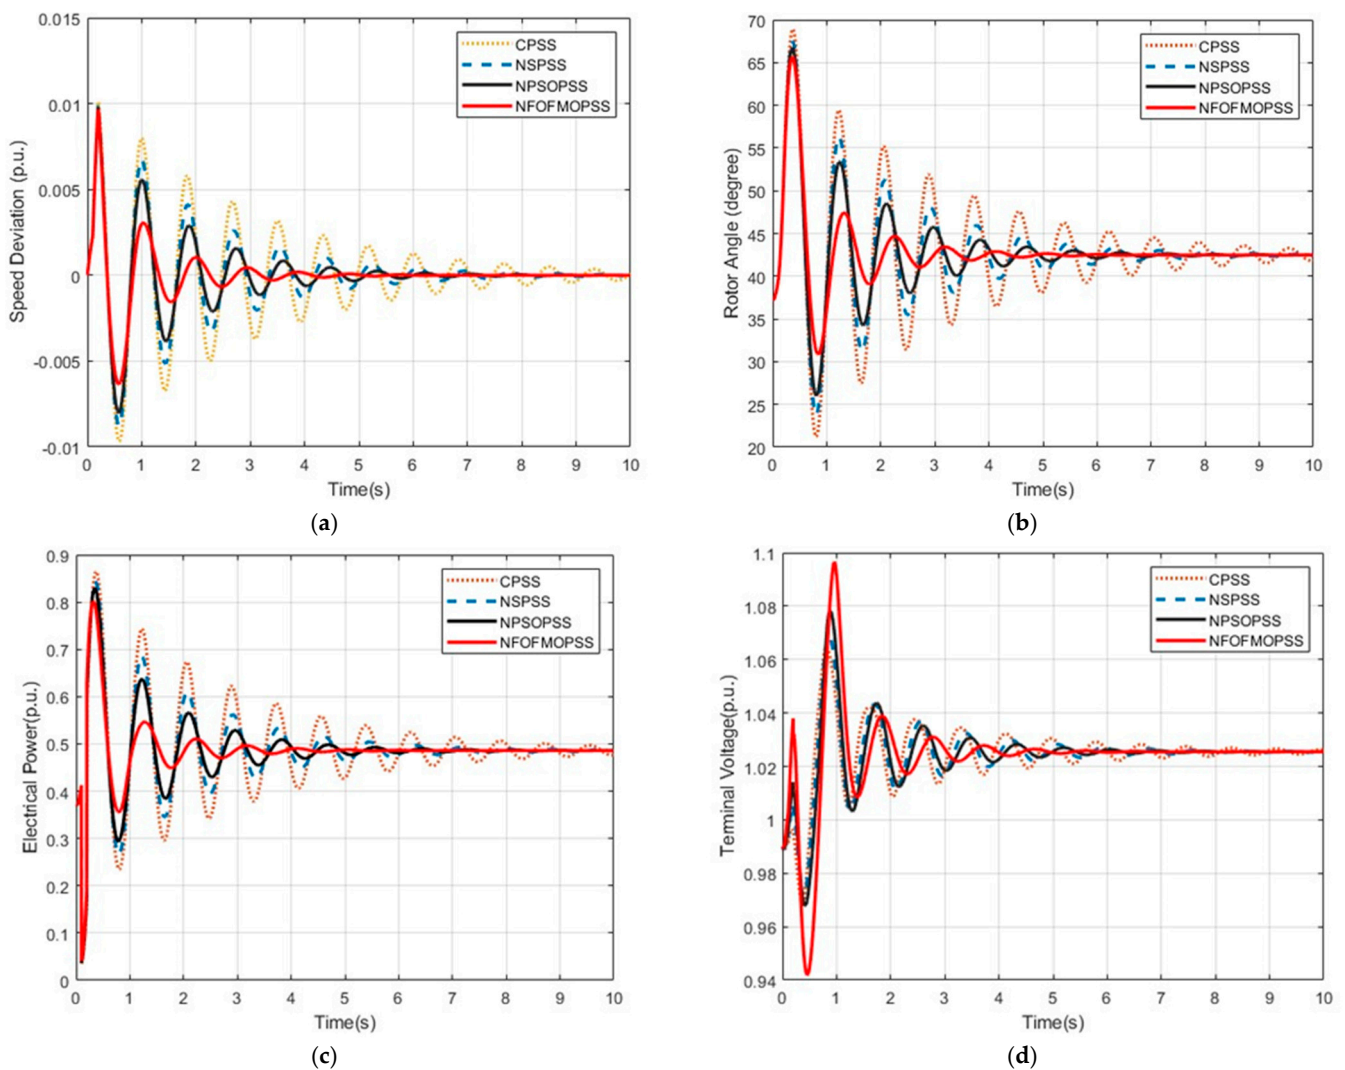 0.015
0.01
0.005
0
-0.005
-0.01
Speed Deviation (p.u.)
CPSS
NSPSS
NPSOPSS
NFOFMOPSS
0 1 2 3 4 5 6 7 8 9 10
Time(s)
(a)
70
65
60
55
50
45
40
35
30
25
20
Rotor Angle (degree)
CPSS
NSPSS
NPSOPSS
NFOFMOPSS
0 1 2 3 4 5 6 7 8 9 10
Time(s)
(b)
0.9
0.8
0.7
0.6
0.5
0.4
0.3
0.2
0.1
0
Electrical Power(p.u.)
CPSS
NSPSS
NPSOPSS
NFOFMOPSS
0 1 2 3 4 5 6 7 8 9 10
Time(s)
(c)
1.1
1.08
1.06
1.04
1.02
1
0.98
0.96
0.94
Terminal Voltage(p.u.)
CPSS
NSPSS
NPSOPSS
NFOFMOPSS
0 1 2 3 4 5 6 7 8 9 10
Time(s)
(d)